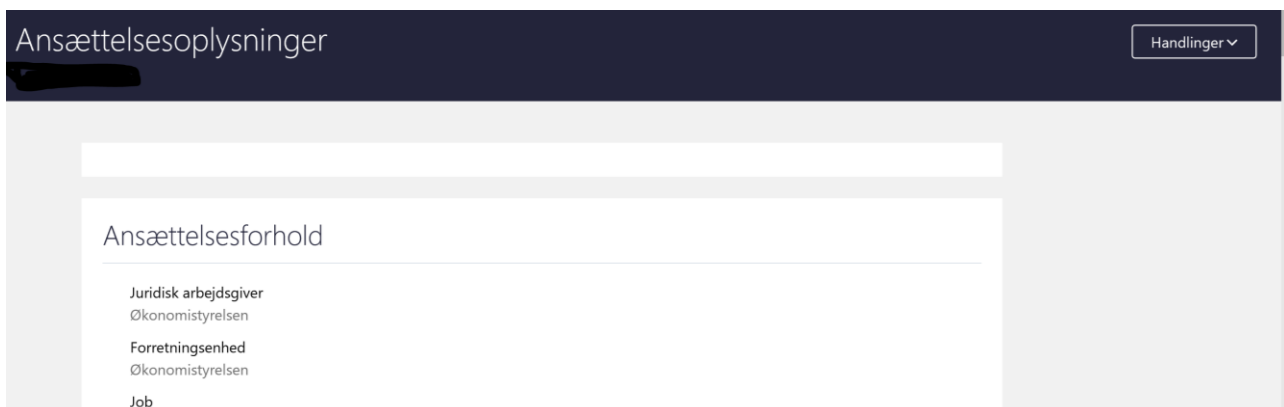 Ansættelsesoplysninger
Handlinger
Ansættelsesforhold
Juridisk arbejdsgiver
Økonomistyrelsen
Forretningsenhed
Økonomistyrelsen
Job